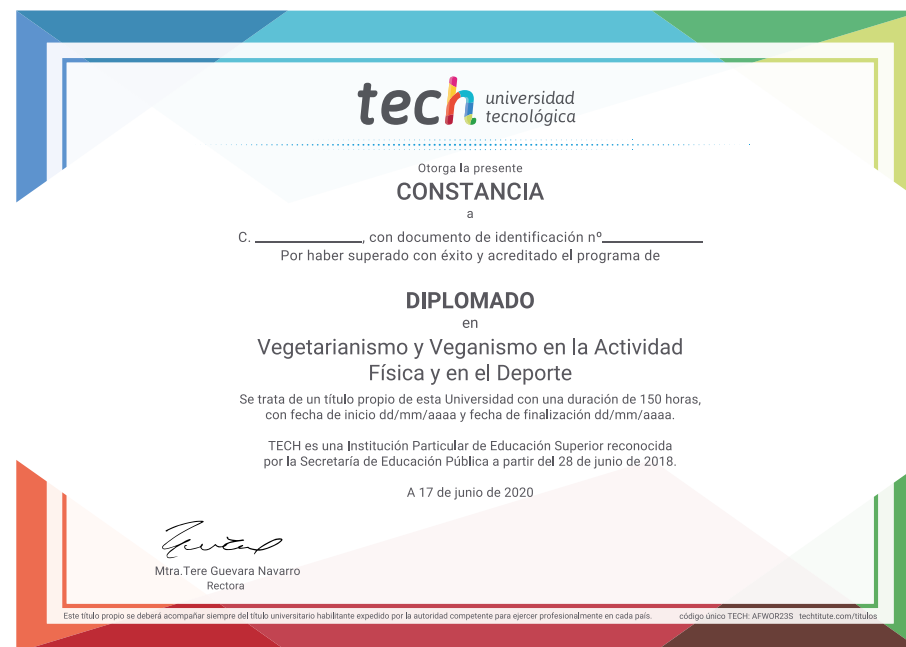 tech universidad
tecnológica
Otorga la presente
CONSTANCIA
a
C. ____________, con documento de identificación nº____________
Por haber superado con éxito y acreditado el programa de
DIPLOMADO
en
Vegetarianismo y Veganismo en la Actividad
Física y en el Deporte
Se trata de un título propio de esta Universidad con una duración de 150 horas,
con fecha de inicio dd/mm/aaaa y fecha de finalización dd/mm/aaaa.
TECH es una Institución Particular de Educación Superior reconocida
por la Secretaría de Educación Pública a partir del 28 de junio de 2018.
A 17 de junio de 2020
Mtra.Tere Guevara Navarro
Rectora
Este título propio se deberá acompañar siempre del título universitario habilitante expedido por la autoridad competente para ejercer profesionalmente en cada país. código único TECH: AFWOR23S techtitute.com/títulos